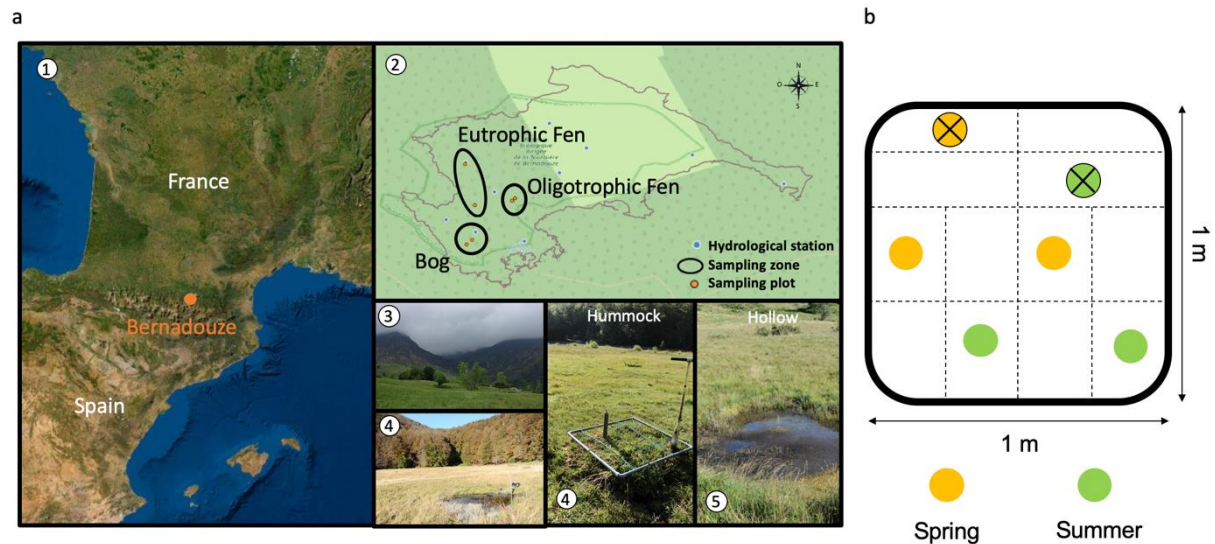 a
b
1
France
Bernadouze
Spain
2
N
O
E
S
Eutrophic Fen
Oligotrophic Fen
Bog
Hydrological station
Sampling zone
Sampling plot
3
4
Hummock
4
Hollow
5
1 m
1 m
Spring
Summer